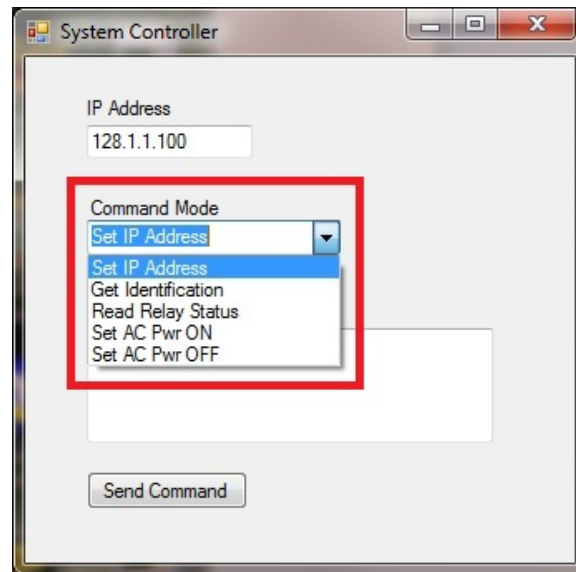 System Controller
IP Address
128.1.1.100
Command Mode
Set IP Address
Set IP Address
Get Identification
Read Relay Status
Set AC Pwr ON
Set AC Pwr OFF
Send Command